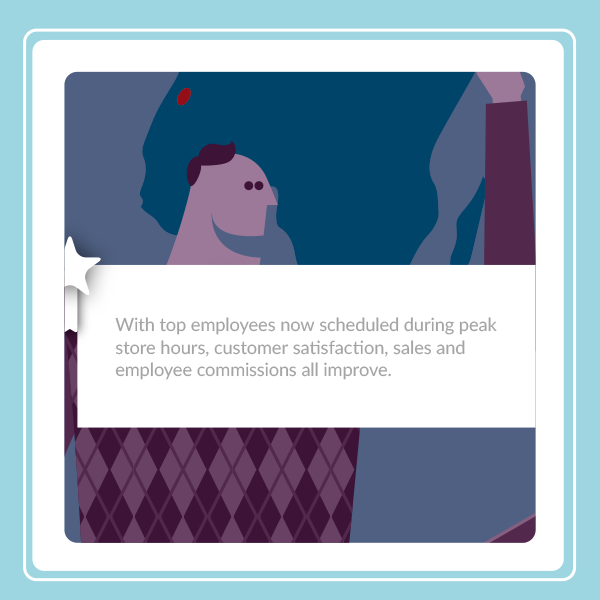 With top employees now scheduled during peak
store hours, customer satisfaction, sales and
employee commissions all improve.